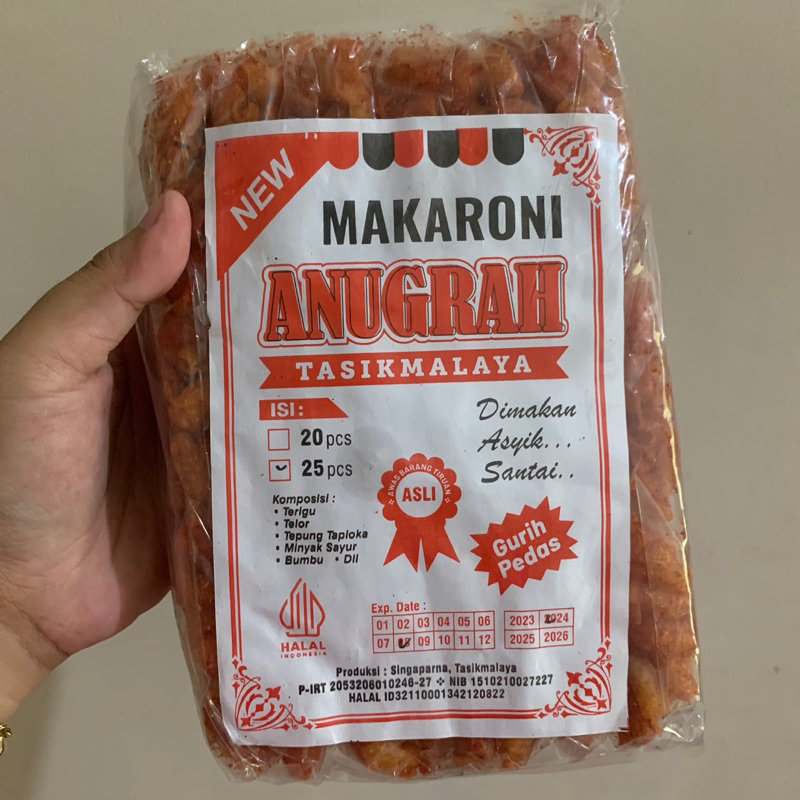 NEW
MAKARONI
ANUGRAH
TASIKMALAYA
ISI :
20 pcs
25 pcs
Dimakan
Asyik...
Santai..
Komposisi :
• Terigu
• Telor
• Tepung Tapioka
• Minyak Sayur
• Bumbu • Dll
AWAS BARANG TIRUAN
ASLI
Gurih
Pedas
HALAL
INDONESIA
Exp. Date :
01 02 03 04 05 06
07 09 10 11 12
2023 2024
2025 2026
Produksi : Singaparna, Tasikmalaya
P-IRT 2053206010246-27 ❖ NIB 1510210027227
HALAL ID32110001342120822